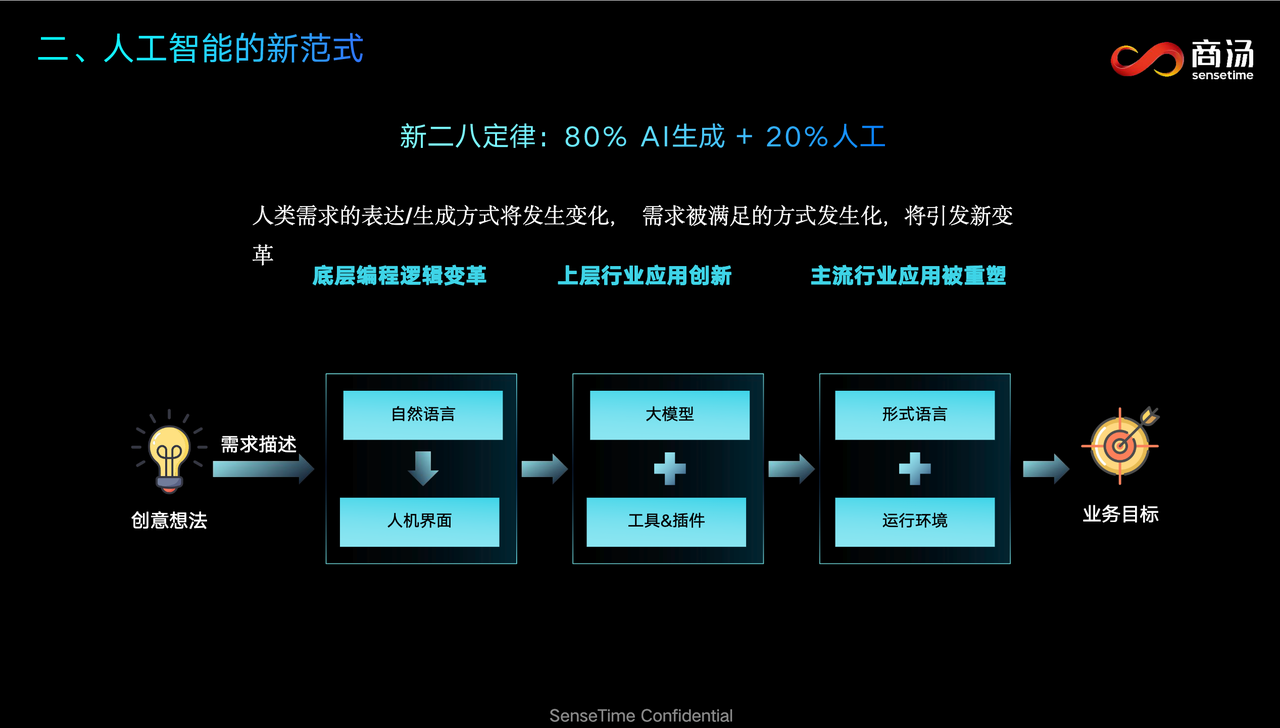 二、人工智能的新范式
商汤
sensetime
新二八定律：80% AI生成 + 20%人工
人类需求的表达/生成方式将发生变化， 需求被满足的方式发生化，将引发新变
革
底层编程逻辑变革
上层行业应用创新
主流行业应用被重塑
创意想法
需求描述
自然语言
人机界面
大模型
工具&插件
形式语言
运行环境
业务目标
SenseTime Confidential